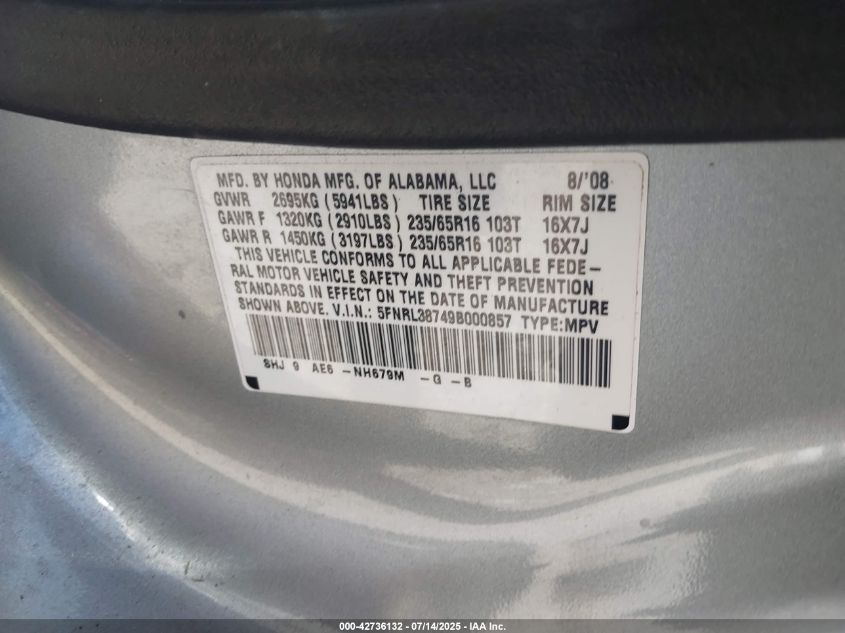 MFD. BY HONDA MFG. OF ALABAMA, LLC 8/'08
GVWR 2695KG (5941LBS) TIRE SIZE RIM SIZE
GAWR F 1320KG (2910LBS) 235/65R16 103T 16X7J
GAWR R 1450KG (3197LBS) 235/65R16 103T 16X7J
THIS VEHICLE CONFORMS TO ALL APPLICABLE FEDE–
RAL MOTOR VEHICLE SAFETY AND THEFT PREVENTION
STANDARDS IN EFFECT ON THE DATE OF MANUFACTURE
SHOWN ABOVE. V.I.N.: 5FNRL38749B000857 TYPE:MPV
SHJ 9 AE6 –NH679M –G –B
000-42736132 - 07/14/2025 - IAA Inc.